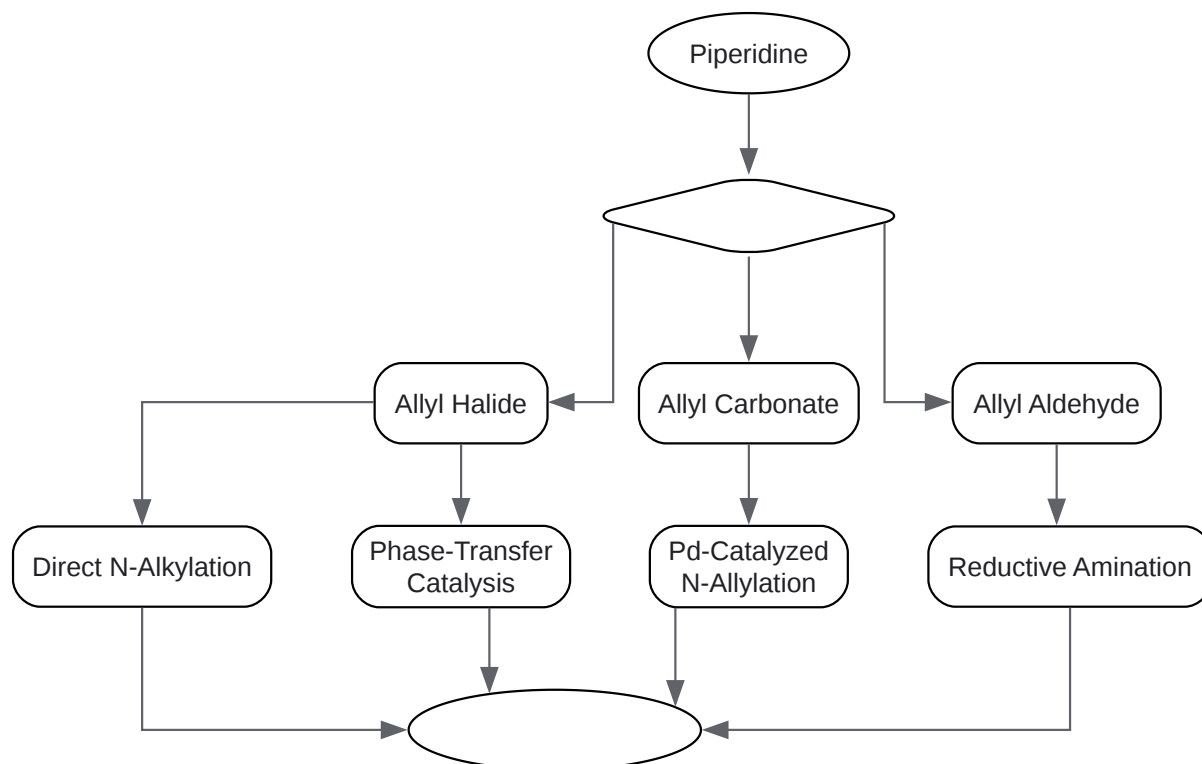 Piperidine
Allyl Halide
Allyl Carbonate
Allyl Aldehyde
Direct N-Alkylation
Phase-Transfer
Catalysis
Pd-Catalyzed
N-Allylation
Reductive Amination